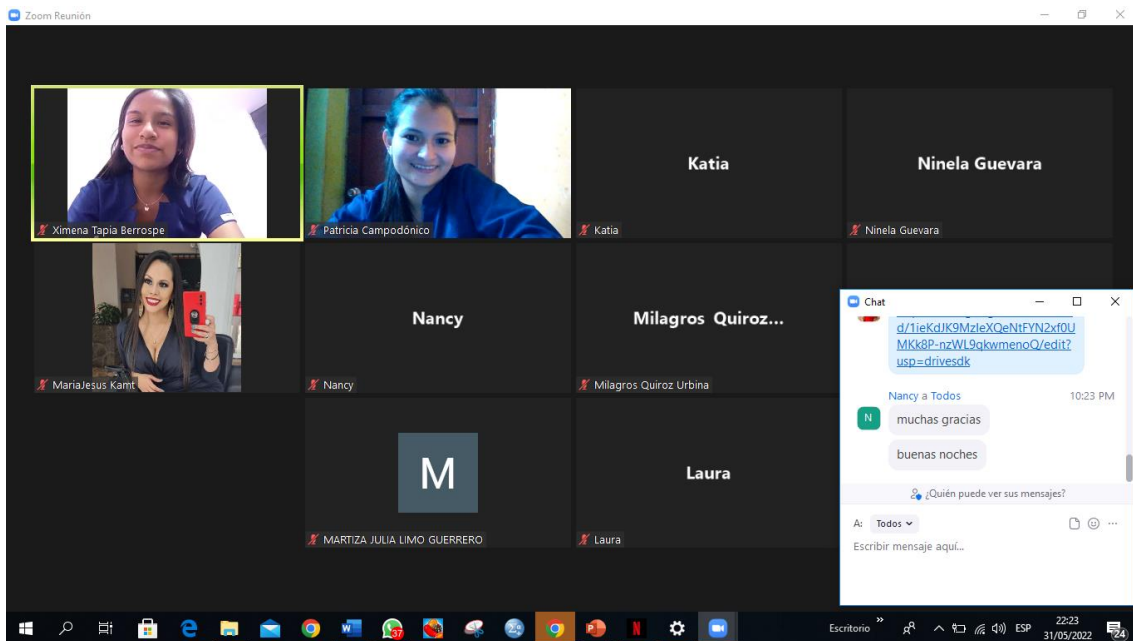 Zoom Reunión
Ximena Tapia Berrospe
Patricia Campodónico
Katia
Katia
Ninela Guevara
Ninela Guevara
MariaJesus Kamt
Nancy
Nancy
Milagros Quiroz...
Milagros Quiroz Urbina
M
MARTIZA JULIA LIMO GUERRERO
Laura
Laura
Chat
d/1ieKdJK9MzleXQeNtFYN2xf0U
MKk8P-nzWL9qkwmenoQ/edit?
usp=drivesdk
Nancy a Todos 10:23 PM
N
muchas gracias
buenas noches
¿Quién puede ver sus mensajes?
A: Todos
Escribir mensaje aquí...
37
Escritorio
ESP
22:23
31/05/2022
24